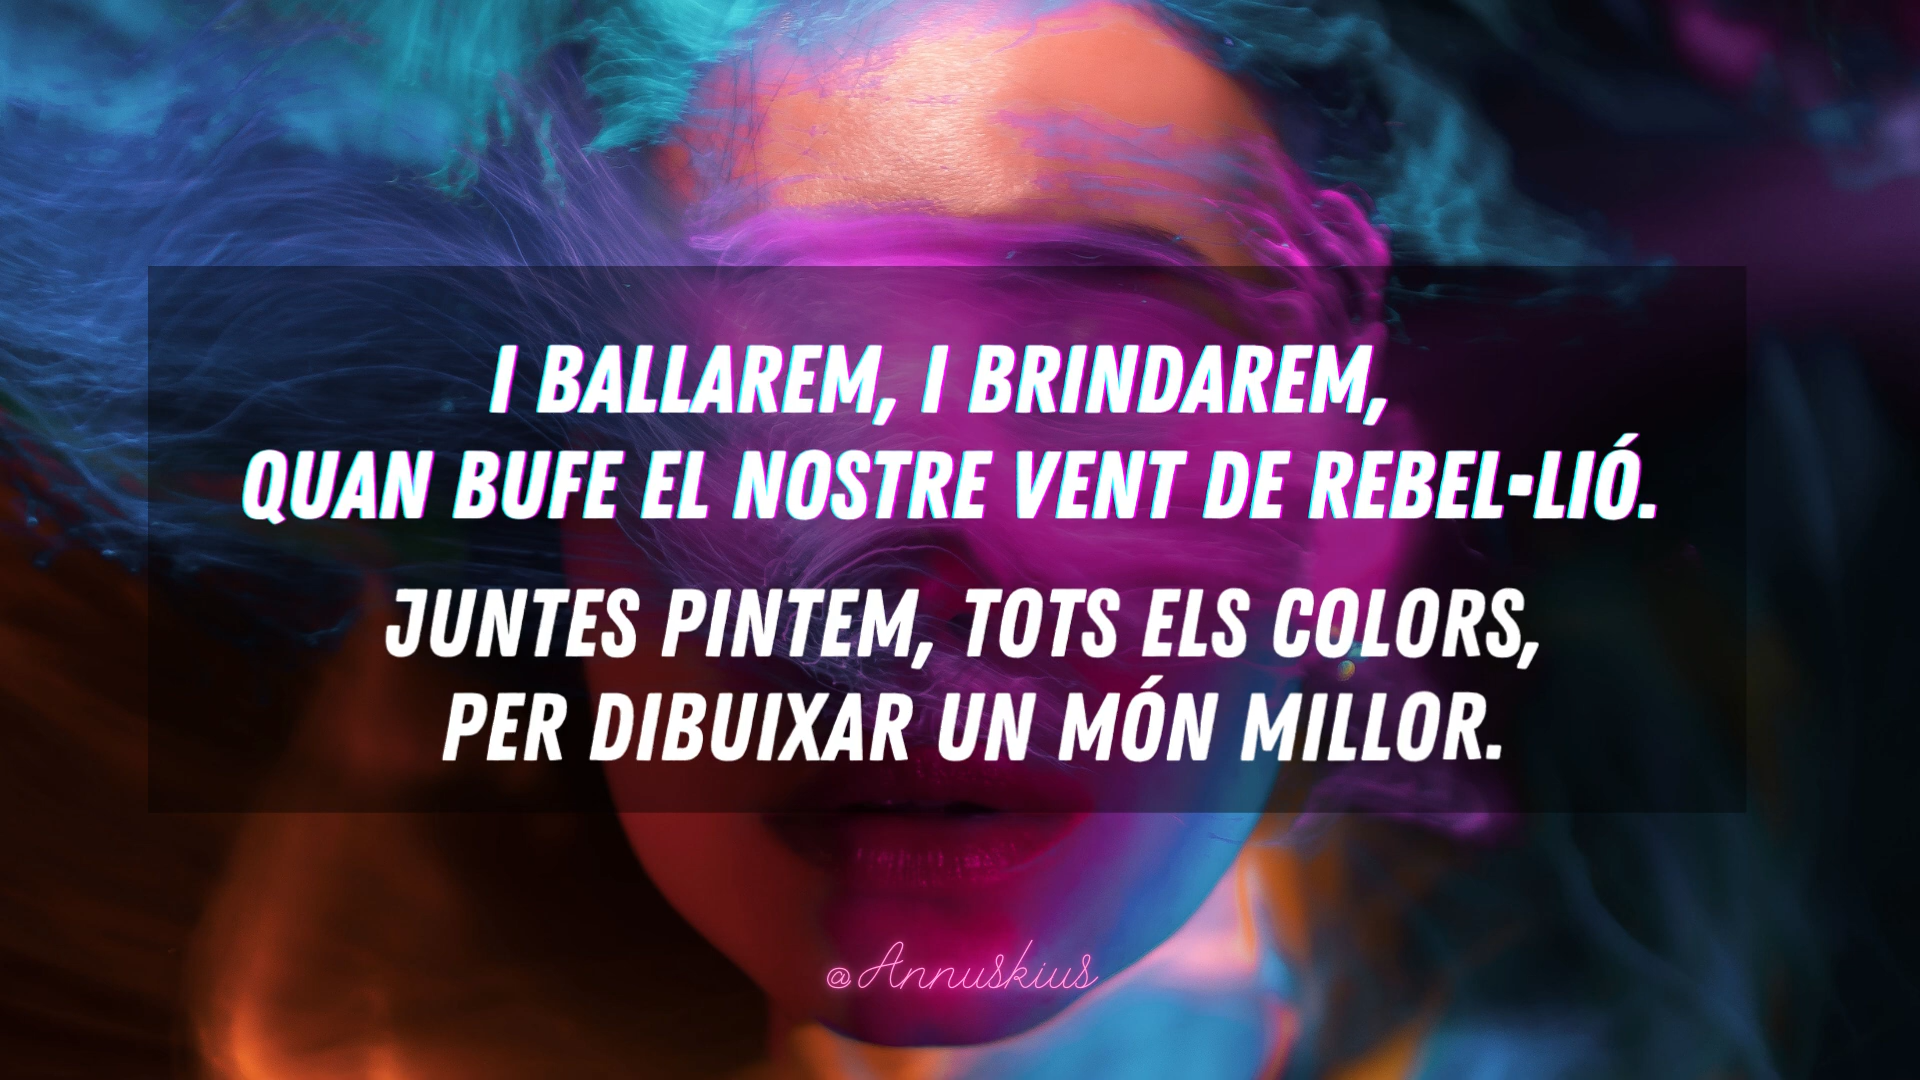 I BALLAREM, I BRINDAREM,
QUAN BUFE EL NOSTRE VENT DE REBEL·LIÓ.
JUNTES PINTEM, TOTS ELS COLORS,
PER DIBUIXAR UN MÓN MILLOR.
@Annuskius